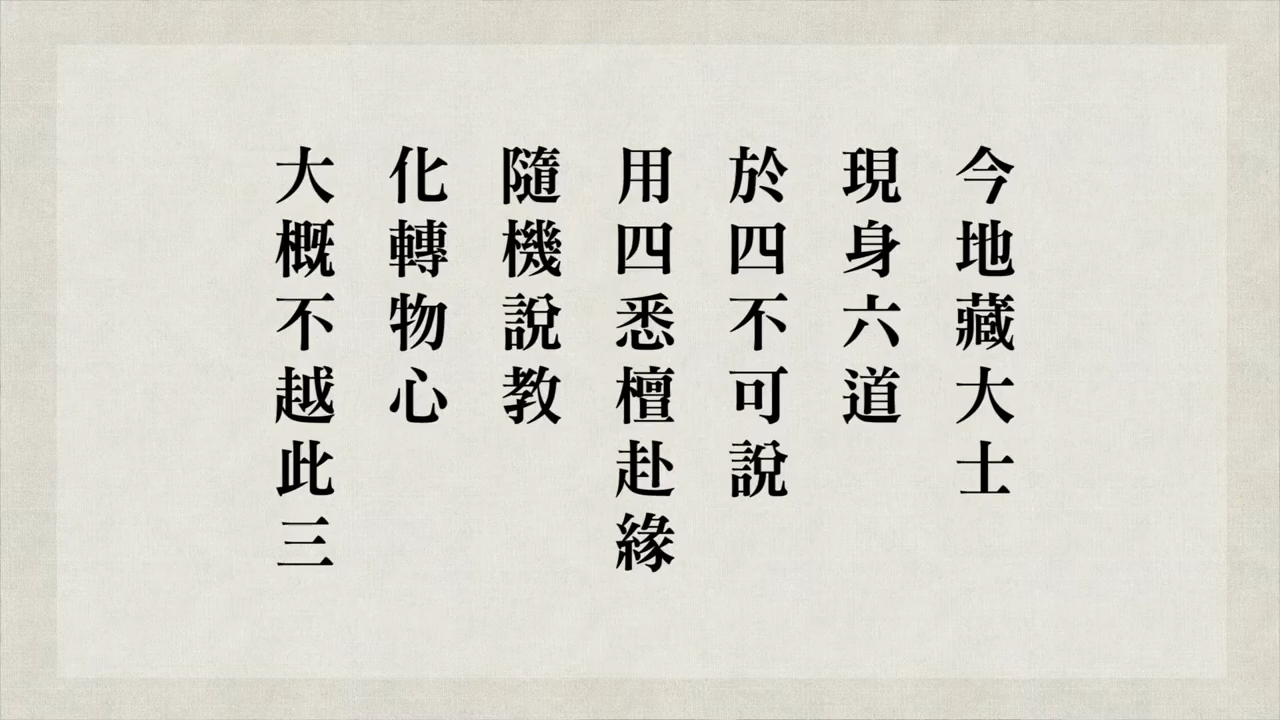 今地藏大士
現身六道
於四不可說
用四悉檀赴緣
隨機說教
化轉物心
大概不越此三